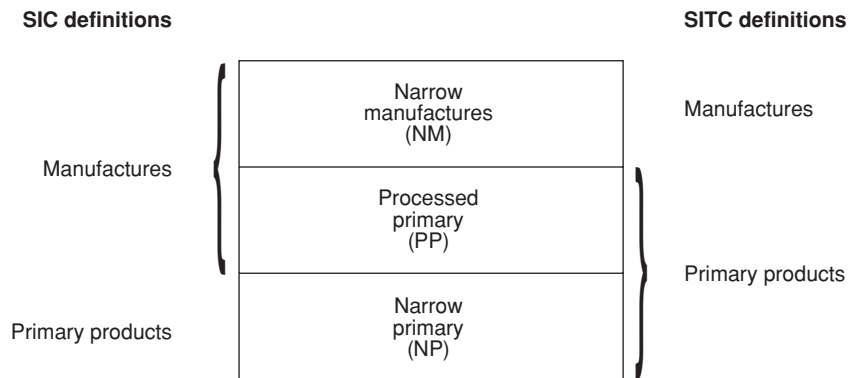 SIC definitions
SITC definitions
Narrow
manufactures
(NM)
Manufactures
Manufactures
Processed
primary
(PP)
Primary products
Narrow
primary
(NP)
Primary products